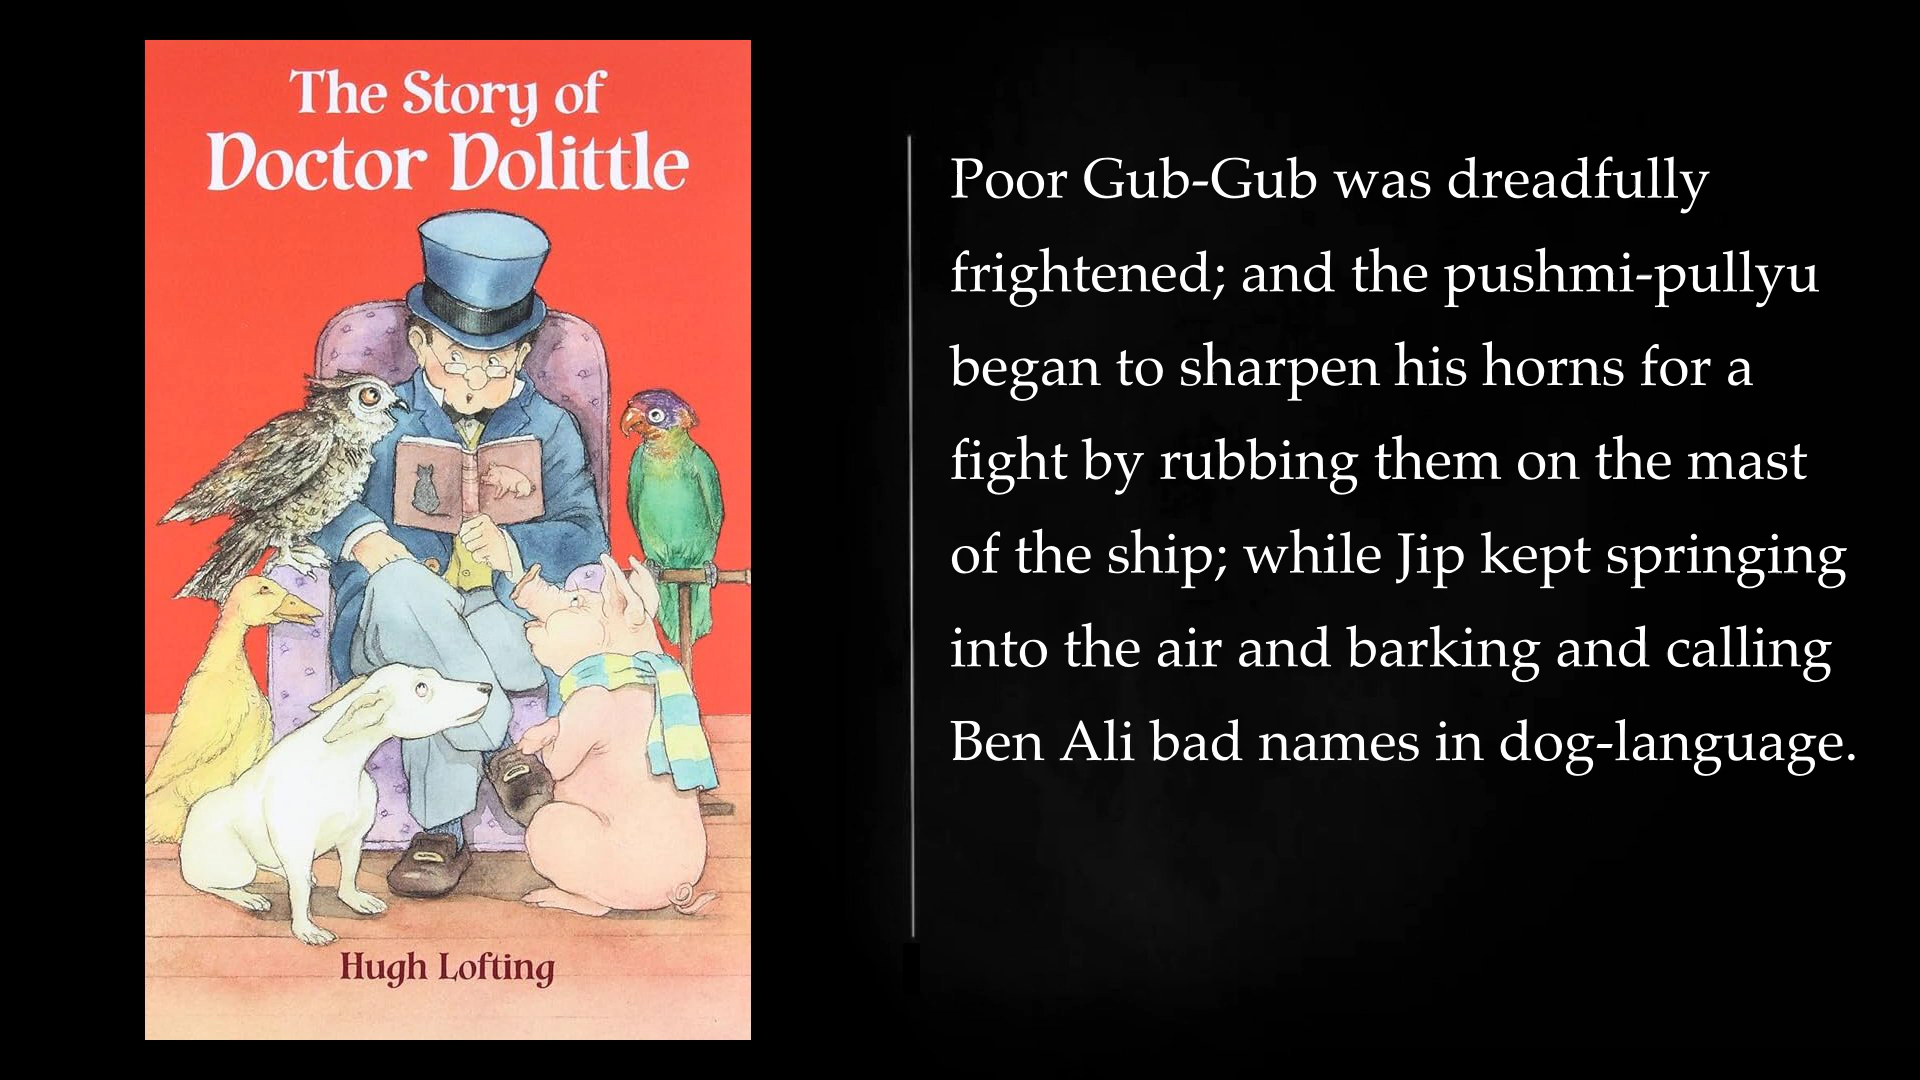 The Story of
Doctor Dolittle
Hugh Lofting
Poor Gub-Gub was dreadfully
frightened; and the pushmi-pullyu
began to sharpen his horns for a
fight by rubbing them on the mast
of the ship; while Jip kept springing
into the air and barking and calling
Ben Ali bad names in dog-language.